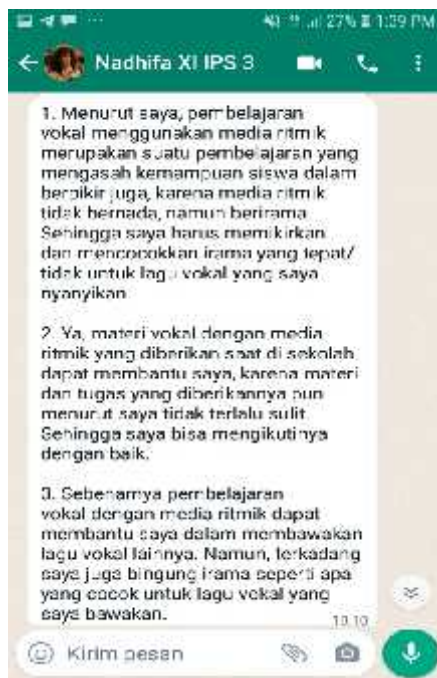 27% 1:39 PM
Nadhifa XI IPS 3
1. Menurut saya, pembelajaran
vokal menggunakan media ritmik
merupakan suatu pembelajaran yang
mengasah kemampuan siswa dalam
berpikir juga, karena media ritmik
tidak bernada, namun berirama
Sehingga saya harus memikirkan
dan mencocokkan irama yang tepat/
tidak untuk lagu vokal yang saya
nyanyikan
2. Ya, materi vokal dengan media
ritmik yang diberikan saat di sekolah
dapat membantu saya, karena materi
dan tugas yang diberikannya pun
menurut saya tidak terlalu sulit
Sehingga saya bisa mengikutinya
dengan baik.
3. Sebenarnya pembelajaran
vokal dengan media ritmik dapat
membantu saya dalam membawakan
lagu vokal lainnya. Namun, terkadang
saya juga bingung irama seperti apa
yang cocok untuk lagu vokal yang
saya bawakan.
10.10
Kirim pesan